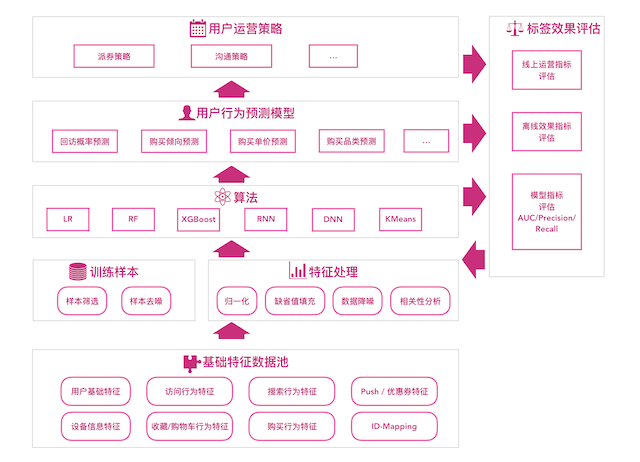 用户运营策略
派券策略
沟通策略
...
用户行为预测模型
回访概率预测
购买倾向预测
购买单价预测
购买品类预测
...
算法
LR
RF
XGBoost
RNN
DNN
KMeans
训练样本
样本筛选
样本去噪
特征处理
归一化
缺省值填充
数据降噪
相关性分析
基础特征数据池
用户基础特征
访问行为特征
搜索行为特征
Push / 优惠券特征
设备信息特征
收藏/购物车行为特征
购买行为特征
ID-Mapping
标签效果评估
线上运营指标
评估
离线效果指标
评估
模型指标
评估
AUC/Precision/
Recall